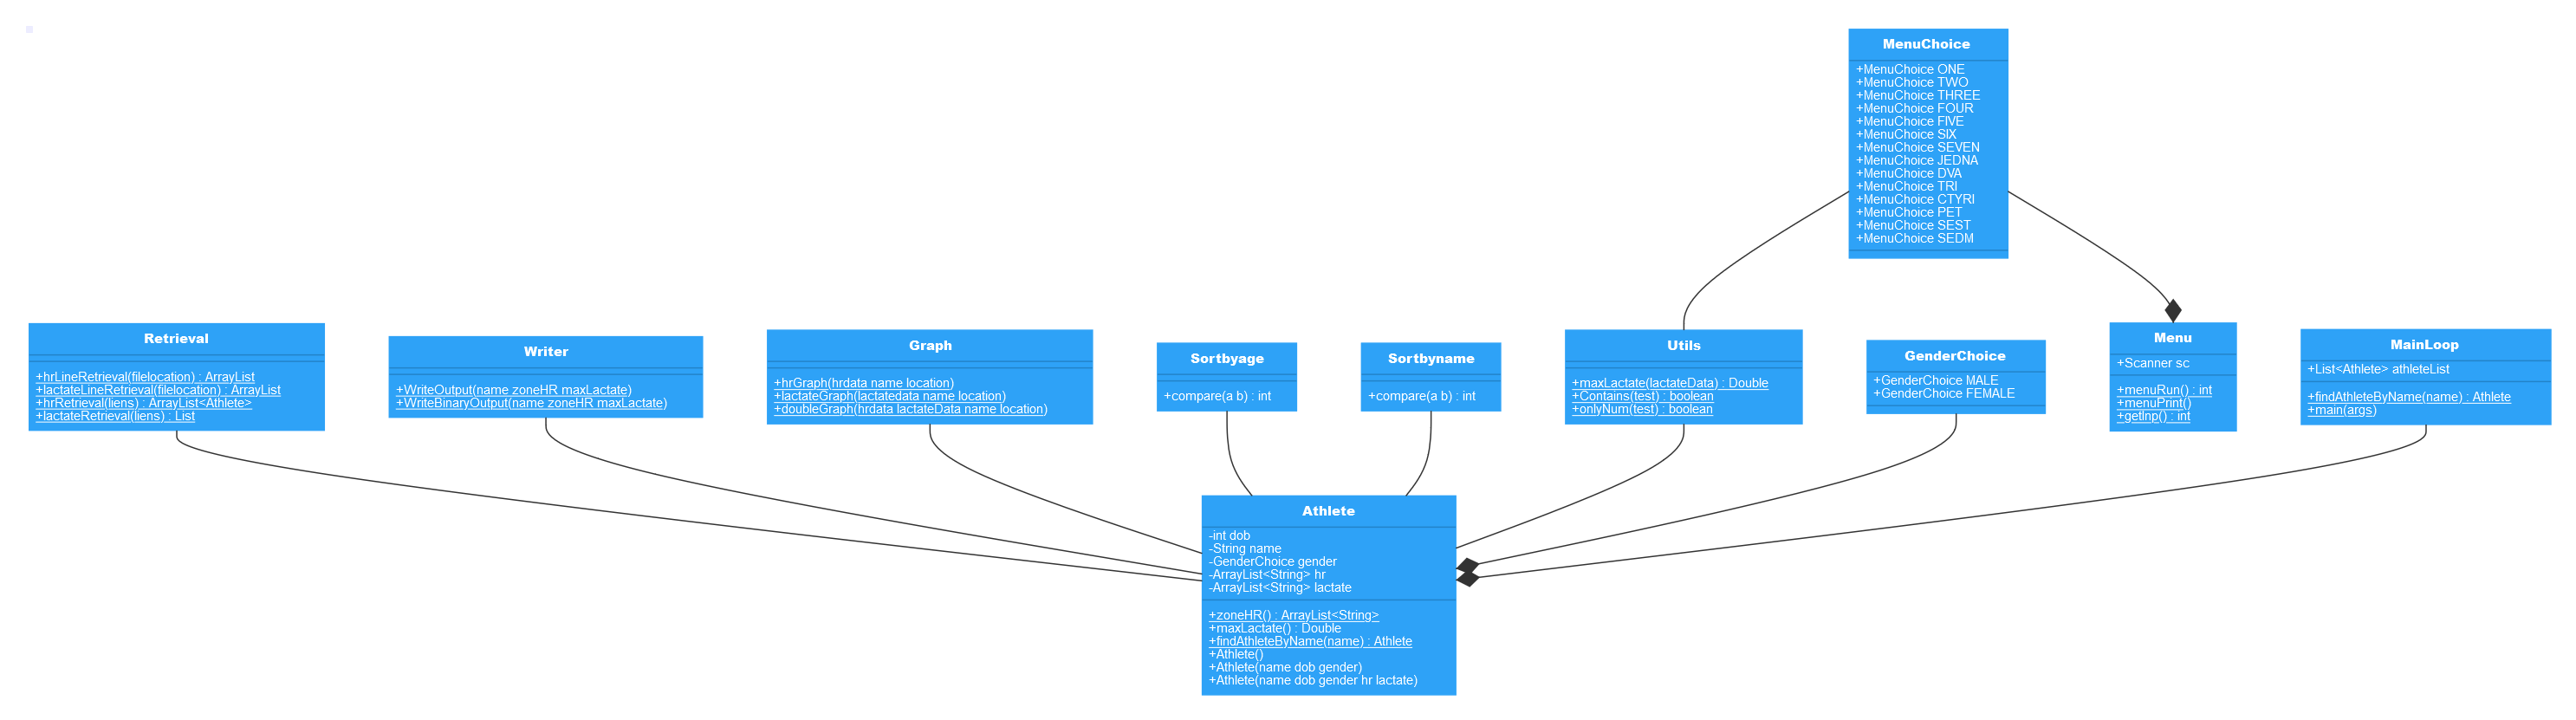 MenuChoice
+MenuChoice ONE
+MenuChoice TWO
+MenuChoice THREE
+MenuChoice FOUR
+MenuChoice FIVE
+MenuChoice SIX
+MenuChoice SEVEN
+MenuChoice JEDNA
+MenuChoice DVA
+MenuChoice TRI
+MenuChoice CTYRI
+MenuChoice PET
+MenuChoice SEST
+MenuChoice SEDM
Retrieval
+hrLineRetrieval(filelocation) : ArrayList
+lactateLineRetrieval(filelocation) : ArrayList
+hrRetrieval(liens) : ArrayList<Athlete>
+lactateRetrieval(liens) : List
Writer
+WriteOutput(name zoneHR maxLactate)
+WriteBinaryOutput(name zoneHR maxLactate)
Graph
+hrGraph(hrdata name location)
+lactateGraph(lactatedata name location)
+doubleGraph(hrdata lactateData name location)
Sortbyage
+compare(a b) : int
Sortbyname
+compare(a b) : int
Utils
+maxLactate(lactateData) : Double
+Contains(test) : boolean
+onlyNum(test) : boolean
GenderChoice
+GenderChoice MALE
+GenderChoice FEMALE
Menu
+Scanner sc
+menuRun() : int
+menuPrint()
+getInp() : int
MainLoop
+List<Athlete> athleteList
+findAthleteByName(name) : Athlete
+main(args)
Athlete
-int dob
-String name
-GenderChoice gender
-ArrayList<String> hr
-ArrayList<String> lactate
+zoneHR() : ArrayList<String>
+maxLactate() : Double
+findAthleteByName(name) : Athlete
+Athlete()
+Athlete(name dob gender)
+Athlete(name dob gender hr lactate)